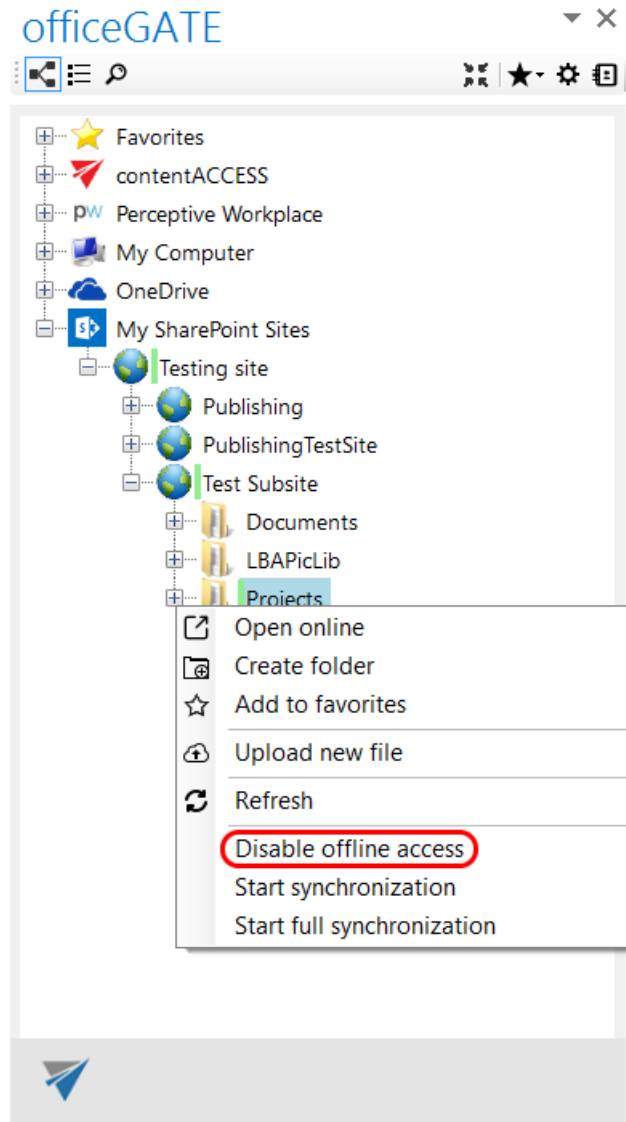 officeGATE
Favorites
contentACCESS
pw Perceptive Workplace
My Computer
OneDrive
My SharePoint Sites
Testing site
Publishing
PublishingTestSite
Test Subsite
Documents
LBAPicLib
Projects
Open online
Create folder
Add to favorites
Upload new file
Refresh
Disable offline access
Start synchronization
Start full synchronization